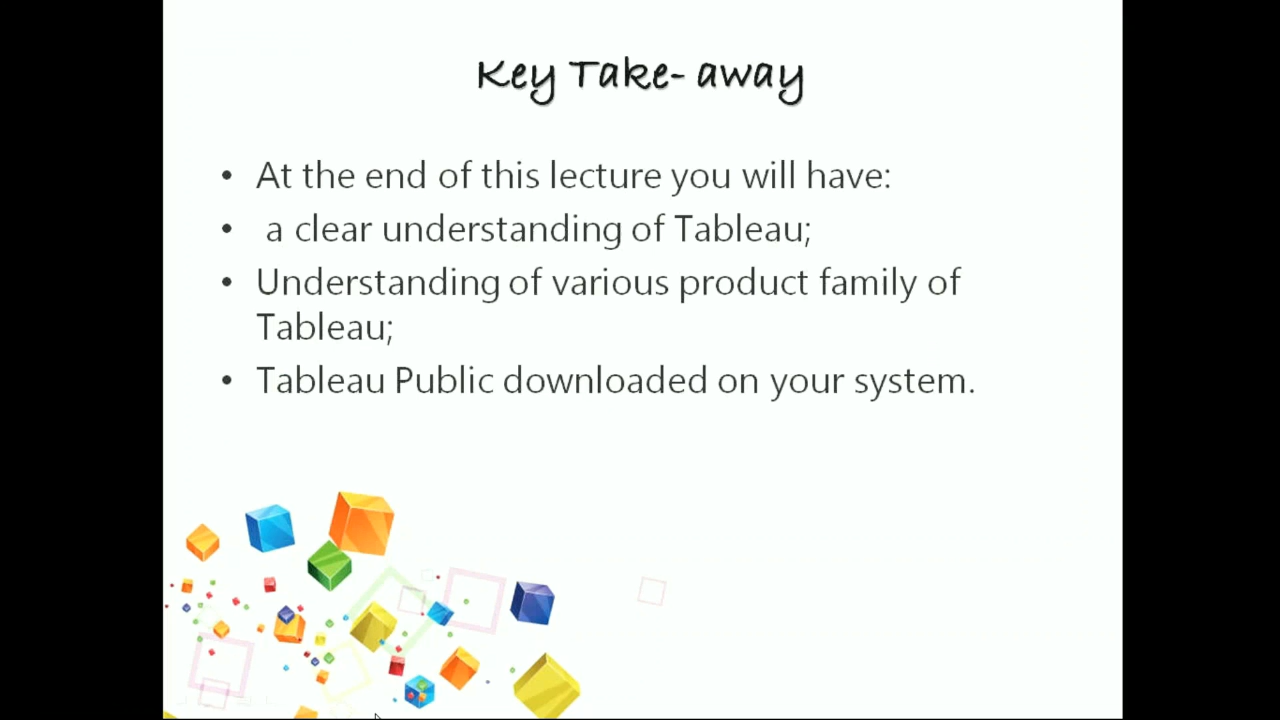 Key Take- away
• At the end of this lecture you will have:
• a clear understanding of Tableau;
• Understanding of various product family of
Tableau;
• Tableau Public downloaded on your system.